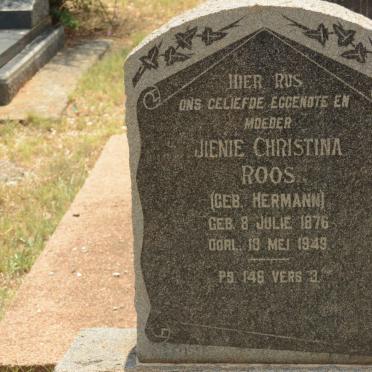 HIER RUS
ONS GELIEFDE EGGENOTE EN
MOEDER
JIENIE CHRISTINA
ROOS
(GEB. HERMANN)
GEB. 8 JULIE 1876
OORL. 13 MEI 1949
PS. 146 VERS 3.